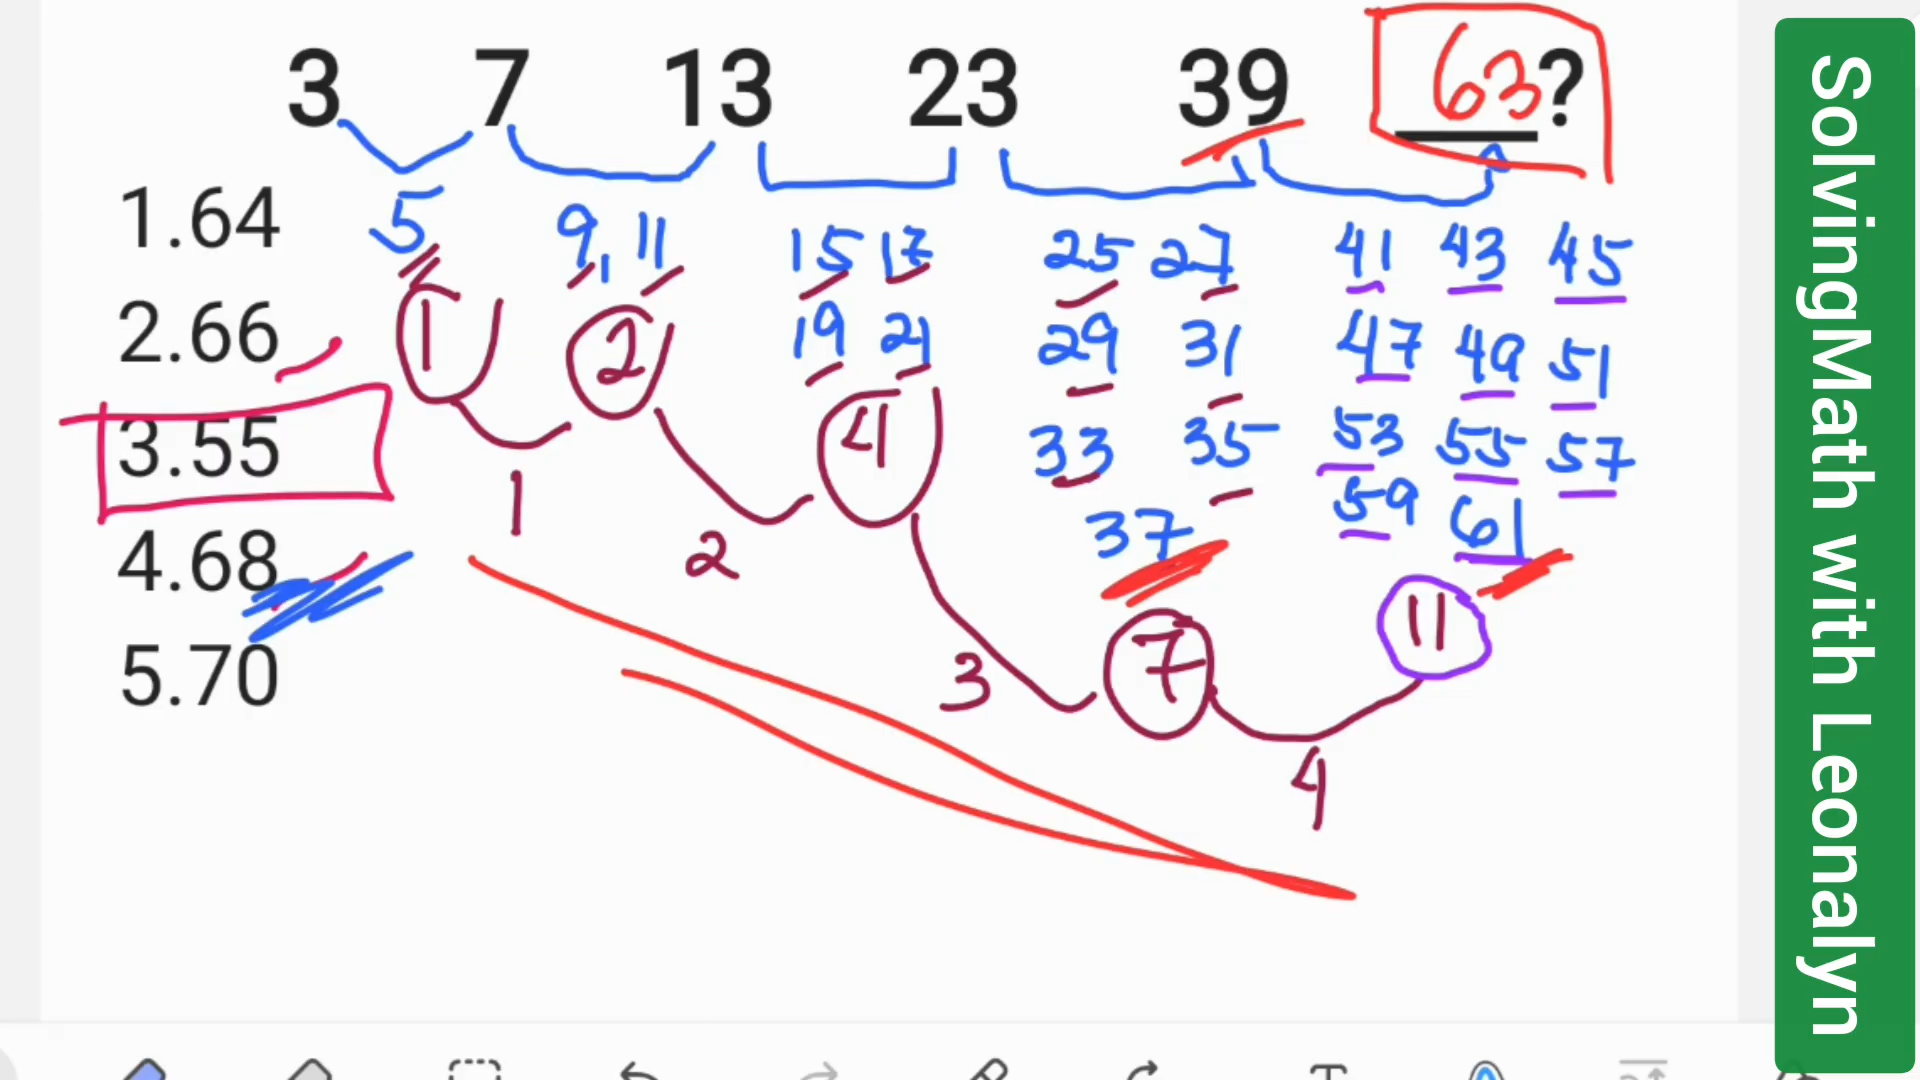 3 7 13 23 39 63?
1.64
2.66
3.55
4.68
5.70
5 9, 11 15 17 25 27 41 43 45
19 21 29 31 47 49 51
33 35 53 55 57
37 59 61
1 2 4 7 11
1 2 3 4
SolvingMath with Leonalyn